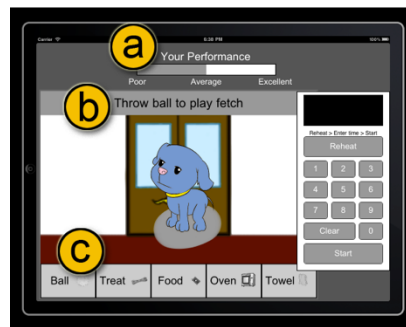 Carrier 6:38 PM 100%
a
Your Performance
Poor Average Excellent
b
Throw ball to play fetch
Reheat > Enter time > Start
Reheat
1 2 3
4 5 6
7 8 9
Clear 0
Start
c
Ball Treat Food Oven Towel